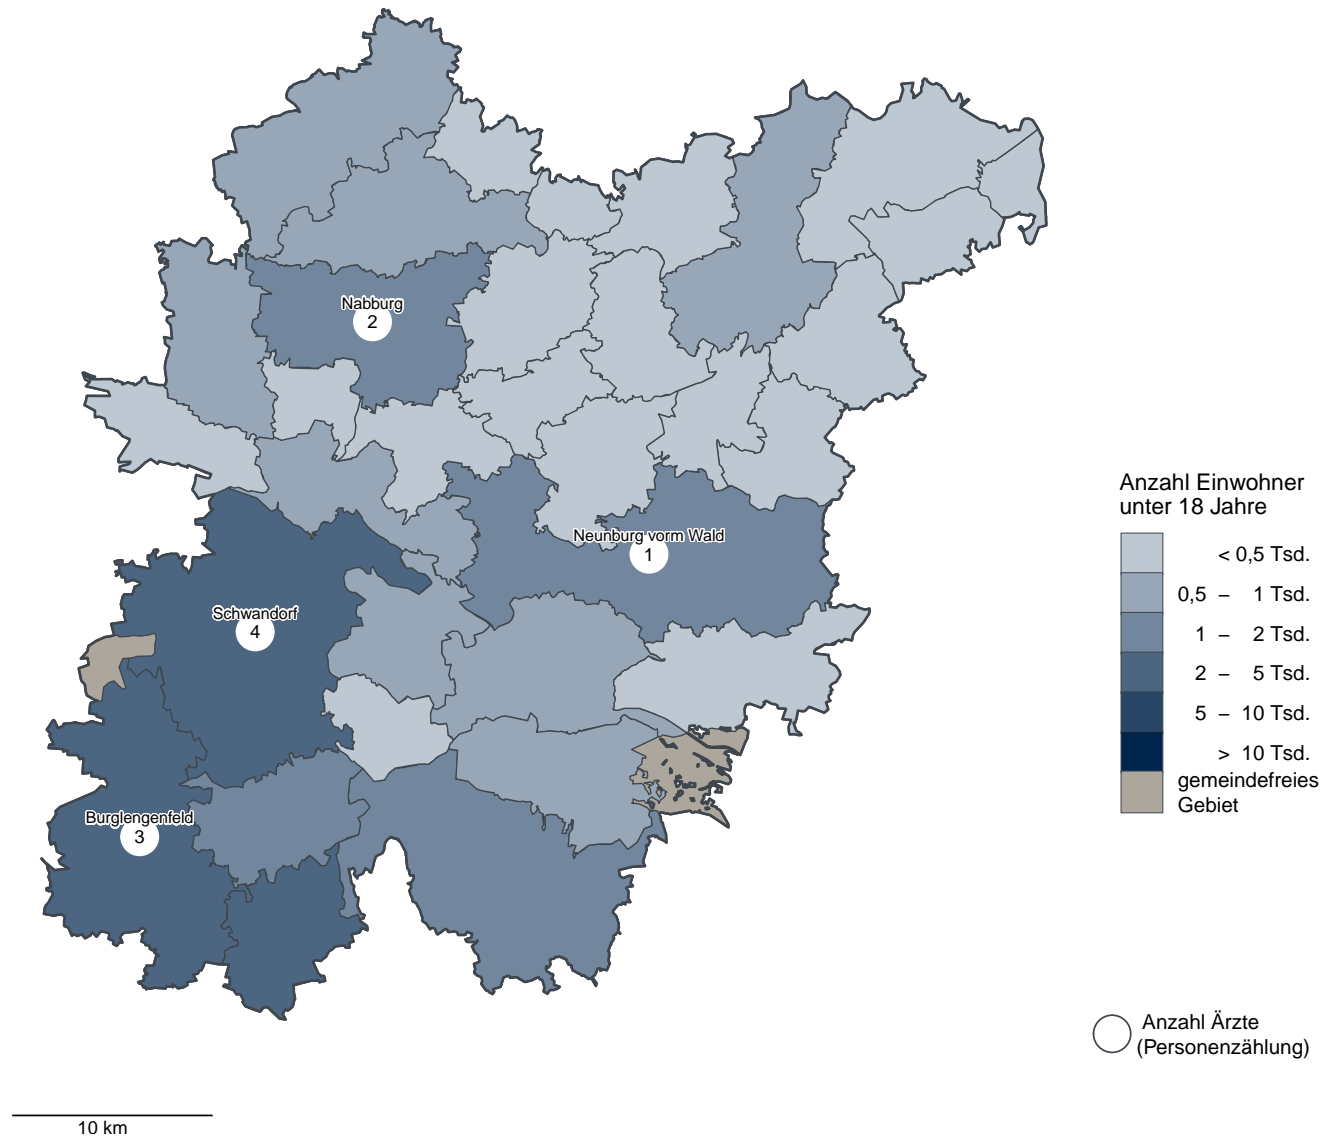 Nabburg
2
Neunburg vorm Wald
1
Schwandorf
4
Burglengenfeld
3
Anzahl Einwohner
unter 18 Jahre
< 0,5 Tsd.
0,5 – 1 Tsd.
1 – 2 Tsd.
2 – 5 Tsd.
5 – 10 Tsd.
> 10 Tsd.
gemeindefreies
Gebiet
Anzahl Ärzte
(Personenzählung)
10 km